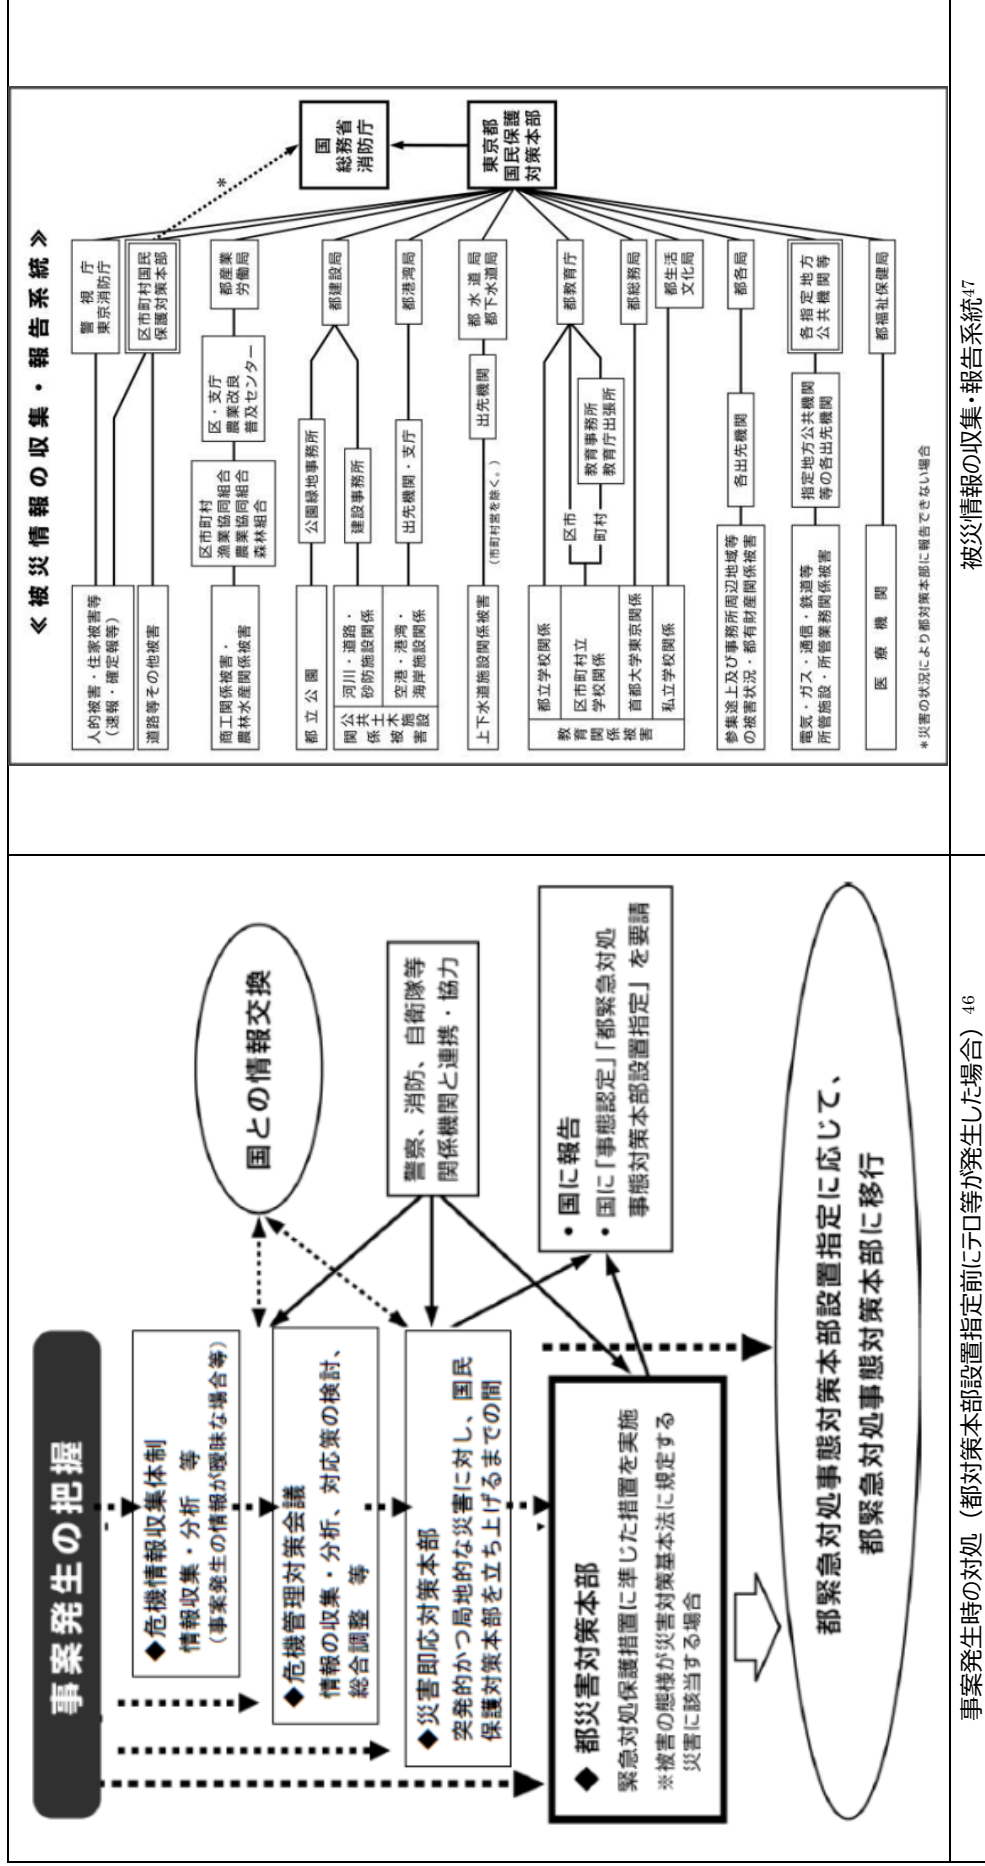 事案発生の把握
◆危機情報収集体制
情報収集・分析　等
（事案発生の情報が曖昧な場合等）
◆危機管理対策会議
情報の収集・分析、対応策の検討、
総合調整　等
◆災害即応対策本部
突発的かつ局地的な災害に対し、国民
保護対策本部を立ち上げるまでの間
◆ 都災害対策本部
緊急対処保護措置に準じた措置を実施
※被害の態様が災害対策基本法に規定する
災害に該当する場合
国との情報交換
警察、消防、自衛隊等
関係機関と連携・協力
・国に報告
・国に「事態認定」「都緊急対処
事態対策本部設置指定」を要請
都緊急対処事態対策本部設置指定に応じて、
都緊急対処事態対策本部に移行
事案発生時の対処（都対策本部設置指定前にテロ等が発生した場合）46
≪被災情報の収集・報告系統≫
人的被害・住家被害等
（速報・確定報等）
道路等その他被害
警視庁
東京消防庁
区市町村国民
保護対策本部
商工関係被害・
農林水産関係被害
区市町村
漁業協同組合
農業協同組合
森林組合
区・支庁
農業改良
普及センター
都産業
労働局
都立公園
公園緑地事務所
公共土木施設
関係被害
河川・道路・
砂防施設関係
建設事務所
都建設局
空港・港湾・
海岸施設関係
出先機関・支庁
都港湾局
上下水道施設関係被害
（市町村営を除く。）
出先機関
都水道局
都下水道局
教育関係被害
都立学校関係
区市町村立
学校関係
区市
町村
教育事務所
教育庁出張所
都教育庁
首都大学東京関係
都総務局
私立学校関係
都生活
文化局
参集途上及び事務所周辺地域等
の被害状況・都有財産関係被害
各出先機関
都各局
電気・ガス・通信・鉄道等
所管施設・所管業務関係被害
指定地方公共機関
等の各出先機関
各指定地方
公共機関等
医療機関
都福祉保健局
*
国
総務省
消防庁
東京都
国民保護
対策本部
＊災害の状況により都対策本部に報告できない場合
被災情報の収集・報告系統47